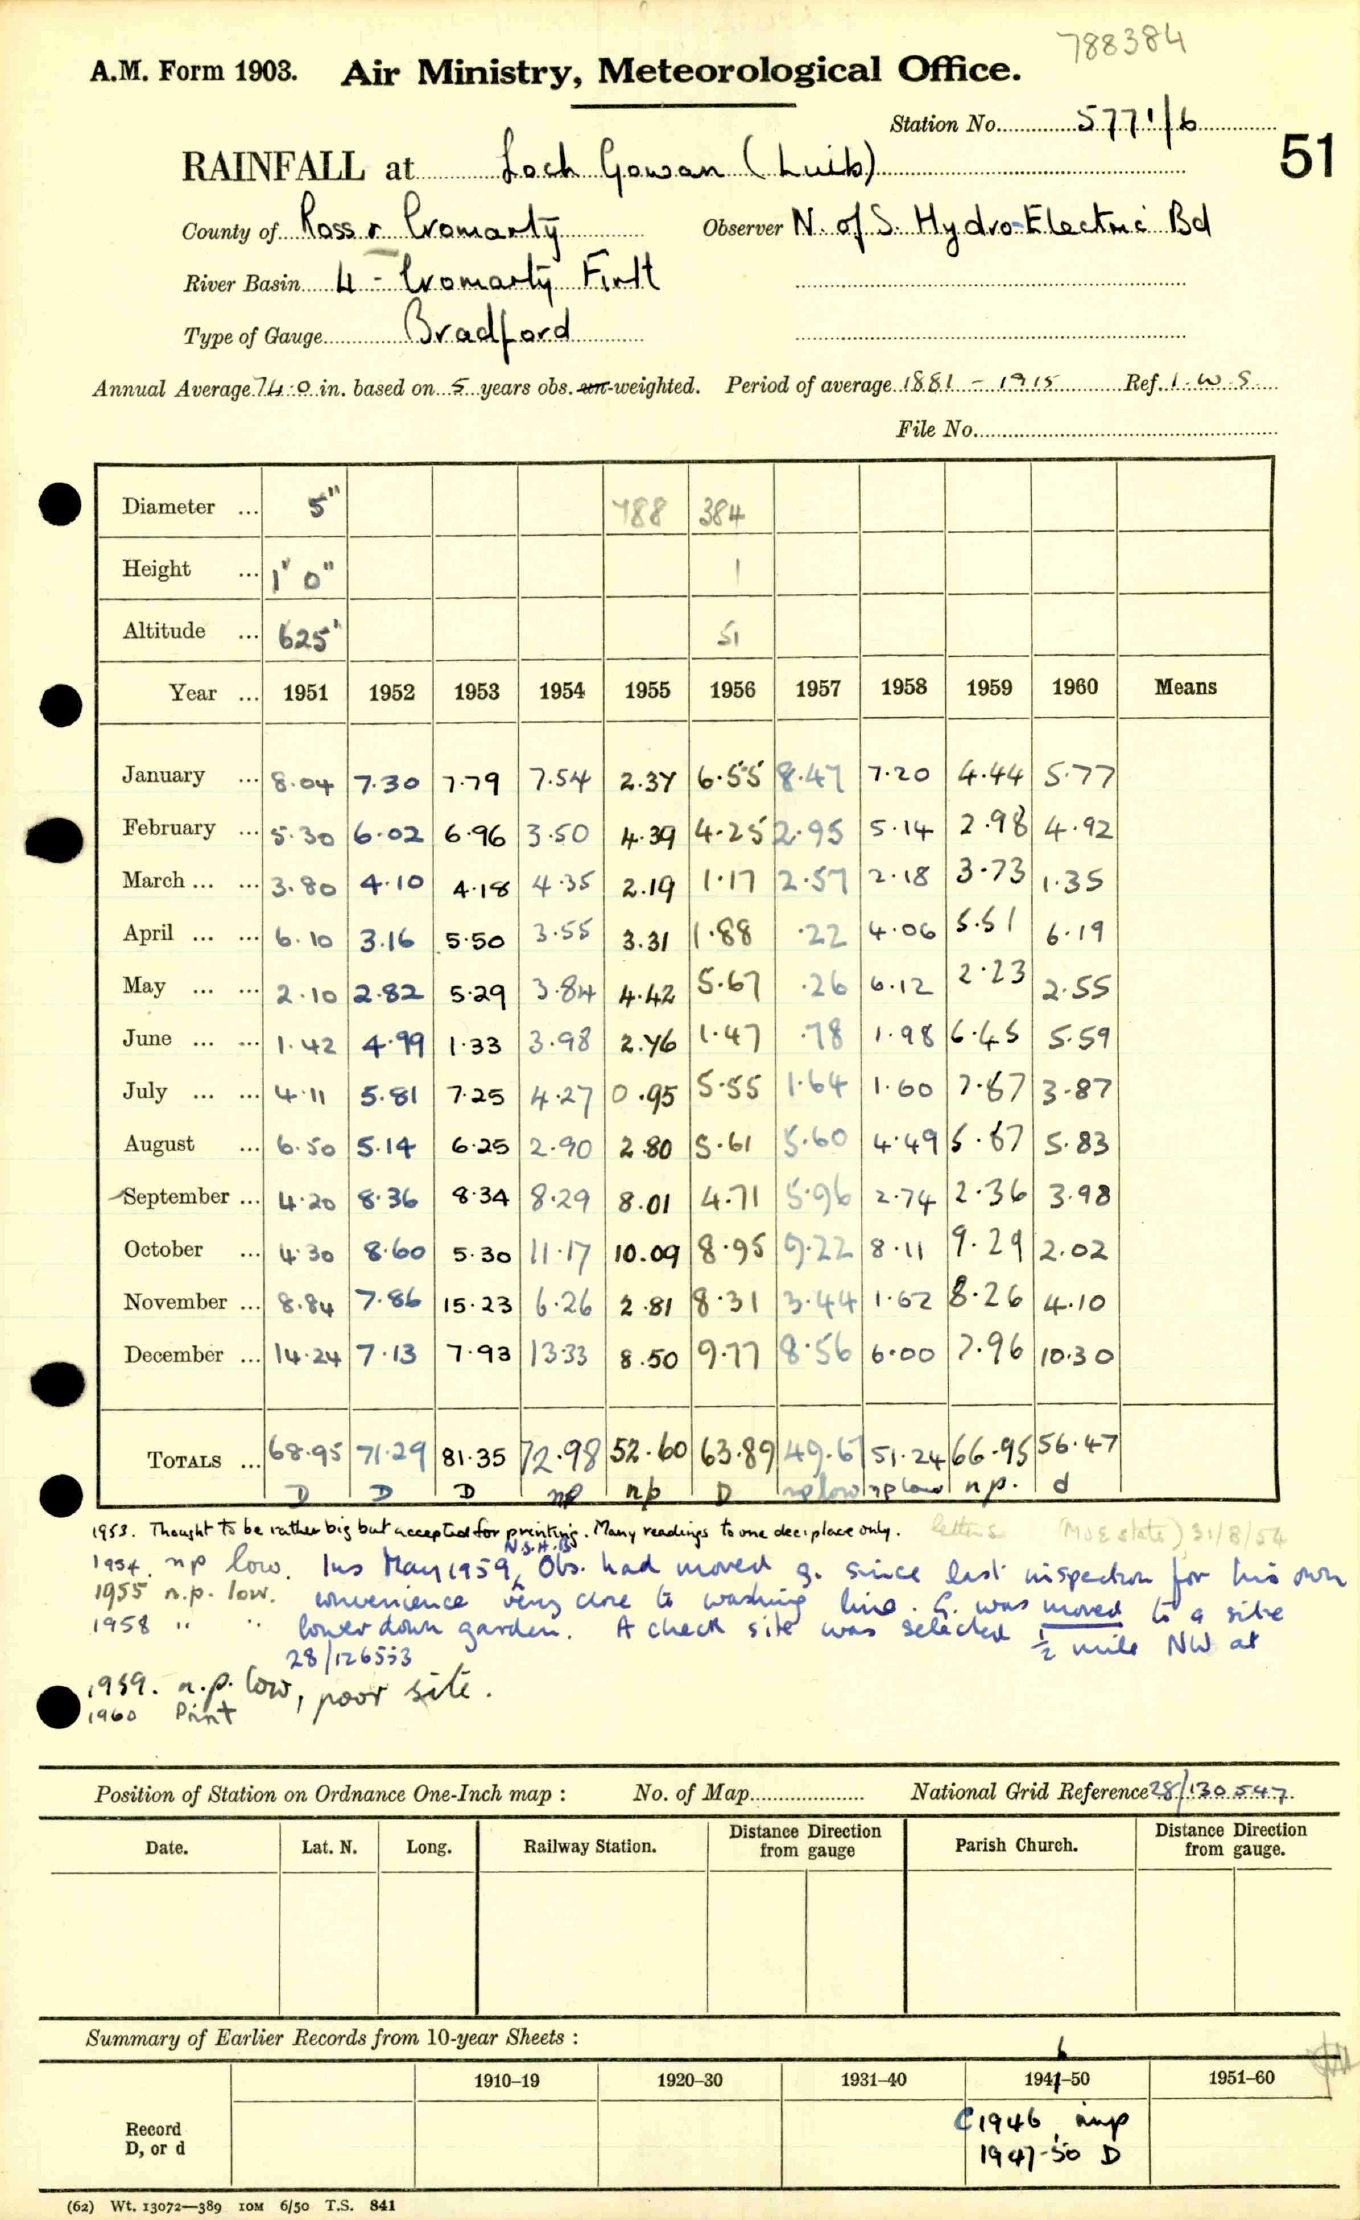 788384
A.M. Form 1903. Air Ministry, Meteorological Office.
Station No. 5771/6
51
RAINFALL at Loch Gowan (Luib)
County of Ross & Cromarty Observer N. of S. Hydro-Electric Bd
River Basin 4 - Cromarty Firth
Type of Gauge Bradford
Annual Average 74.0 in. based on 5 years obs. un-weighted. Period of average 1881 - 1915 Ref. I.W.S.
File No.
Diameter ... 5" 788 384
Height ... 1' 0" 1
Altitude ... 625' 51
Year ... 1951 1952 1953 1954 1955 1956 1957 1958 1959 1960 Means
January ... 8.04 7.30 7.79 7.54 2.37 6.55 8.47 7.20 4.44 5.77
February ... 5.30 6.02 6.96 3.50 4.39 4.25 2.95 5.14 2.98 4.92
March ... ... 3.80 4.10 4.18 4.35 2.19 1.17 2.57 2.18 3.73 1.35
April ... ... 6.10 3.16 5.50 3.55 3.31 1.88 .22 4.06 5.51 6.19
May ... ... 2.10 2.82 5.29 3.84 4.42 5.67 .26 6.12 2.23 2.55
June ... ... 1.42 4.99 1.33 3.98 2.76 1.47 .78 1.98 6.45 5.59
July ... ... 4.11 5.81 7.25 4.27 0.95 5.55 1.64 1.60 7.67 3.87
August ... 6.50 5.14 6.25 2.90 2.80 5.61 5.60 4.49 5.67 5.83
September ... 4.20 8.36 8.34 8.29 8.01 4.71 5.96 2.74 2.36 3.98
October ... 4.30 8.60 5.30 11.17 10.09 8.95 9.22 8.11 9.29 2.02
November ... 8.84 7.86 15.23 6.26 2.81 8.31 3.44 1.62 8.26 4.10
December ... 14.24 7.13 7.93 13.33 8.50 9.77 8.56 6.00 7.96 10.30
TOTALS ... 68.95 71.29 81.35 72.98 52.60 63.89 49.67 51.24 66.95 56.47
D D D np np D np low np low n.p. d
1953. Thought to be rather big but accepted for printing. Many readings to one dec: place only. letters (MOE state) 31/8/54
1954. np low. Ins May 1959, N.S.H.B. Obs. had moved g. since last inspection for his own
1955 n.p. low. convenience very close to washing line. G. was moved to a site
1958 " " lower down garden. A check site was selected ½ mile NW at
28/126553
1959. n.p. low, poor site.
1960 Print
Position of Station on Ordnance One-Inch map : No. of Map National Grid Reference 28/130547
Date. Lat. N. Long. Railway Station. Distance Direction from gauge Parish Church. Distance Direction from gauge.
Summary of Earlier Records from 10-year Sheets :
6
1910–19 1920–30 1931–40 1941–50 1951–60
Record
D, or d
C1946 inp
1947-50 D
(62) Wt. 13072—389 10M 6/50 T.S. 841